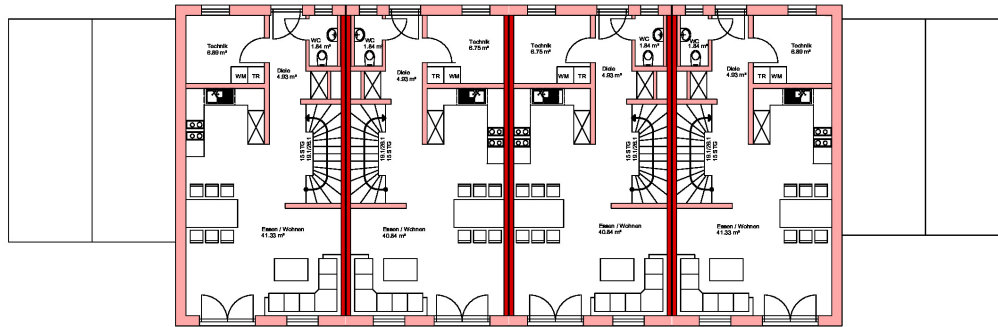 Technik
6.89 m²
WM TR
Diele
4.93 m²
WC
1.84 m²
15 STG
19.1/26.1
Essen / Wohnen
41.33 m²
WC
1.84 m²
Diele
4.93 m²
Technik
6.75 m²
TR WM
15 STG
19.1/26.1
Essen / Wohnen
40.84 m²
Technik
6.75 m²
WM TR
Diele
4.93 m²
WC
1.84 m²
15 STG
19.1/26.1
Essen / Wohnen
40.84 m²
WC
1.84 m²
Diele
4.93 m²
Technik
6.89 m²
TR WM
15 STG
19.1/26.1
Essen / Wohnen
41.33 m²